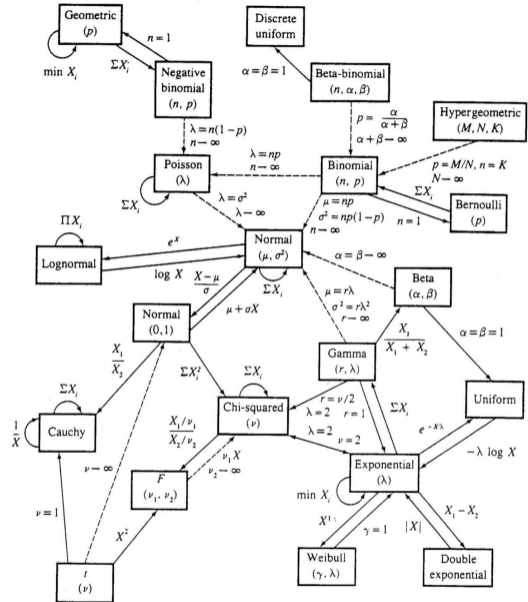 Geometric
(p)
n = 1
min X_i
ΣX_i
Negative
binomial
(n, p)
Discrete
uniform
α = β = 1
Beta-binomial
(n, α, β)
p = α / (α + β)
α + β → ∞
Hypergeometric
(M, N, K)
p = M/N, n = K
N → ∞
λ = n(1 − p)
n → ∞
Poisson
(λ)
ΣX_i
λ = np
n → ∞
Binomial
(n, p)
ΣX_i
n = 1
Bernoulli
(p)
λ = σ²
λ → ∞
μ = np
σ² = np(1 − p)
n → ∞
ΠX_i
Lognormal
e^X
log X
Normal
(μ, σ²)
ΣX_i
α = β → ∞
Beta
(α, β)
(X − μ) / σ
μ + σX
Normal
(0, 1)
μ = rλ
σ² = rλ²
r → ∞
X_1 / (X_1 + X_2)
α = β = 1
Gamma
(r, λ)
X_1 / X_2
ΣX_i²
ΣX_i
ΣX_i
1 / X
Cauchy
Chi-squared
(ν)
r = ν/2
λ = 2
r = 1
ΣX_i
Uniform
e^−Xλ
−λ log X
(X_1/ν_1) / (X_2/ν_2)
λ = 2
ν = 2
ν_1X
ν_2 → ∞
ν → ∞
F
(ν_1, ν_2)
Exponential
(λ)
min X_i
ν = 1
X²
γ = 1
|X|
X_1 − X_2
t
(ν)
Weibull
(γ, λ)
Double
exponential